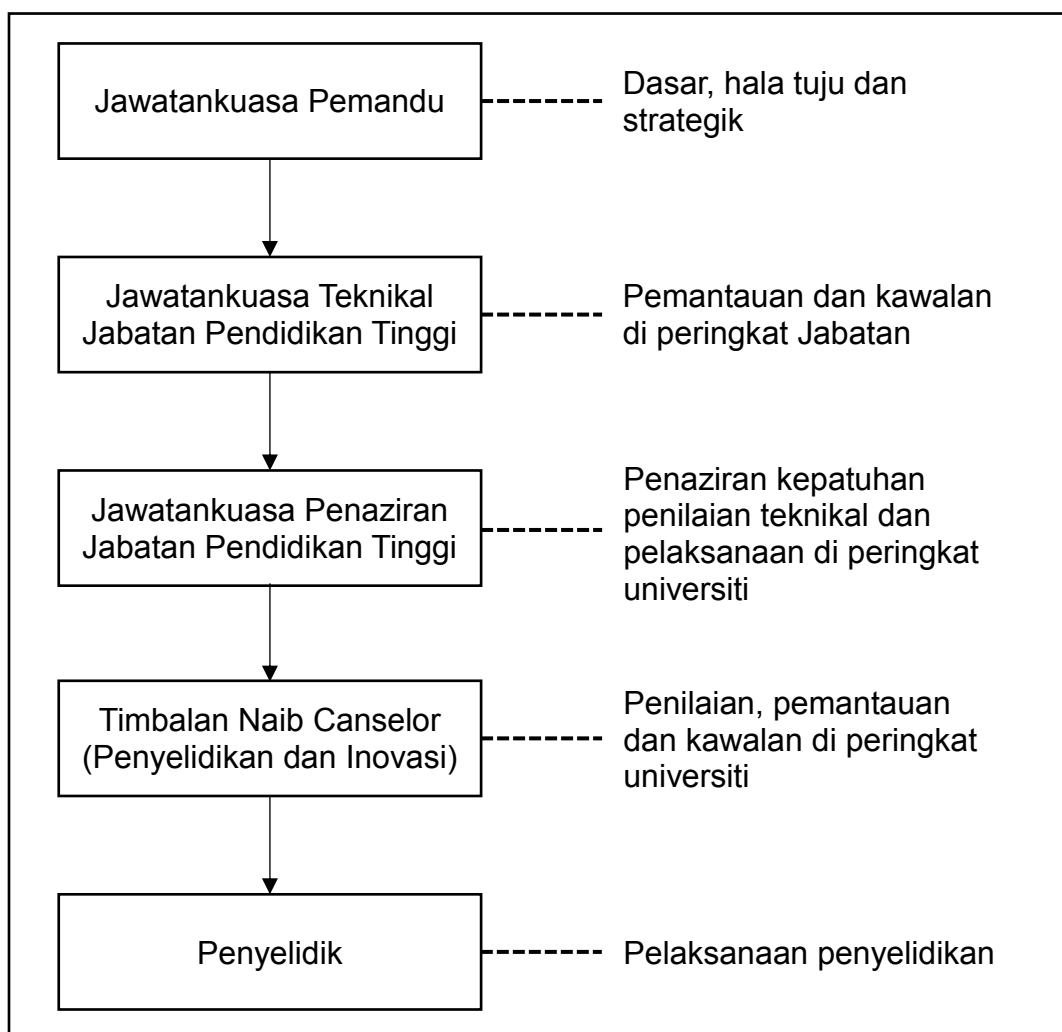 Jawatankuasa Pemandu
Dasar, hala tuju dan
strategik
Jawatankuasa Teknikal
Jabatan Pendidikan Tinggi
Pemantauan dan kawalan
di peringkat Jabatan
Jawatankuasa Penaziran
Jabatan Pendidikan Tinggi
Penaziran kepatuhan
penilaian teknikal dan
pelaksanaan di peringkat
universiti
Timbalan Naib Canselor
(Penyelidikan dan Inovasi)
Penilaian, pemantauan
dan kawalan di peringkat
universiti
Penyelidik
Pelaksanaan penyelidikan